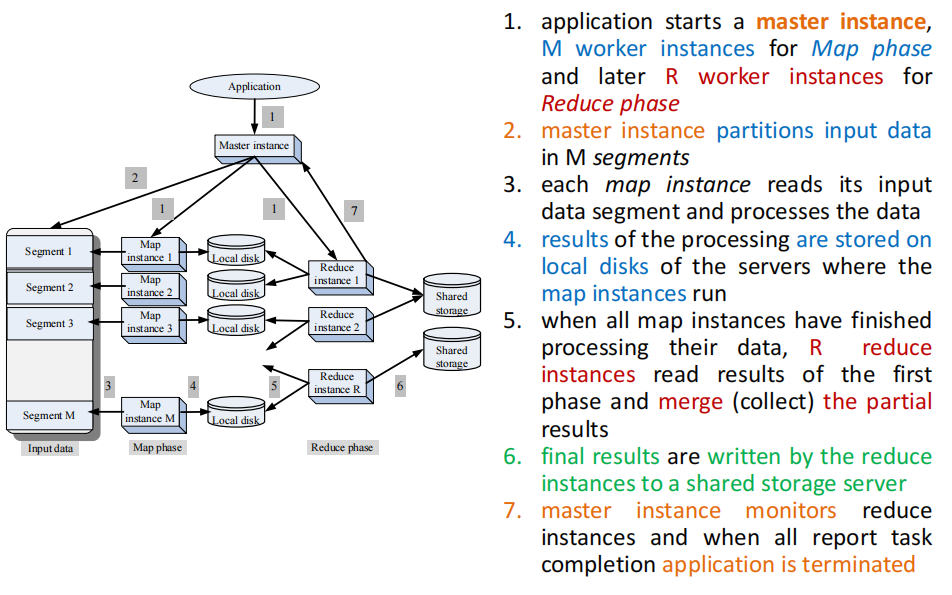 Application
1
Master instance
2
1
1
7
Segment 1
Map
instance 1
Local disk
Reduce
instance 1
Segment 2
Map
instance 2
Local disk
Shared
storage
Segment 3
Map
instance 3
Local disk
Reduce
instance 2
Shared
storage
Reduce
instance R
3
4
5
6
Segment M
Map
instance M
Local disk
Input data
Map phase
Reduce phase
1. application starts a master instance,
M worker instances for Map phase
and later R worker instances for
Reduce phase
2. master instance partitions input data
in M segments
3. each map instance reads its input
data segment and processes the data
4. results of the processing are stored on
local disks of the servers where the
map instances run
5. when all map instances have finished
processing their data, R reduce
instances read results of the first
phase and merge (collect) the partial
results
6. final results are written by the reduce
instances to a shared storage server
7. master instance monitors reduce
instances and when all report task
completion application is terminated